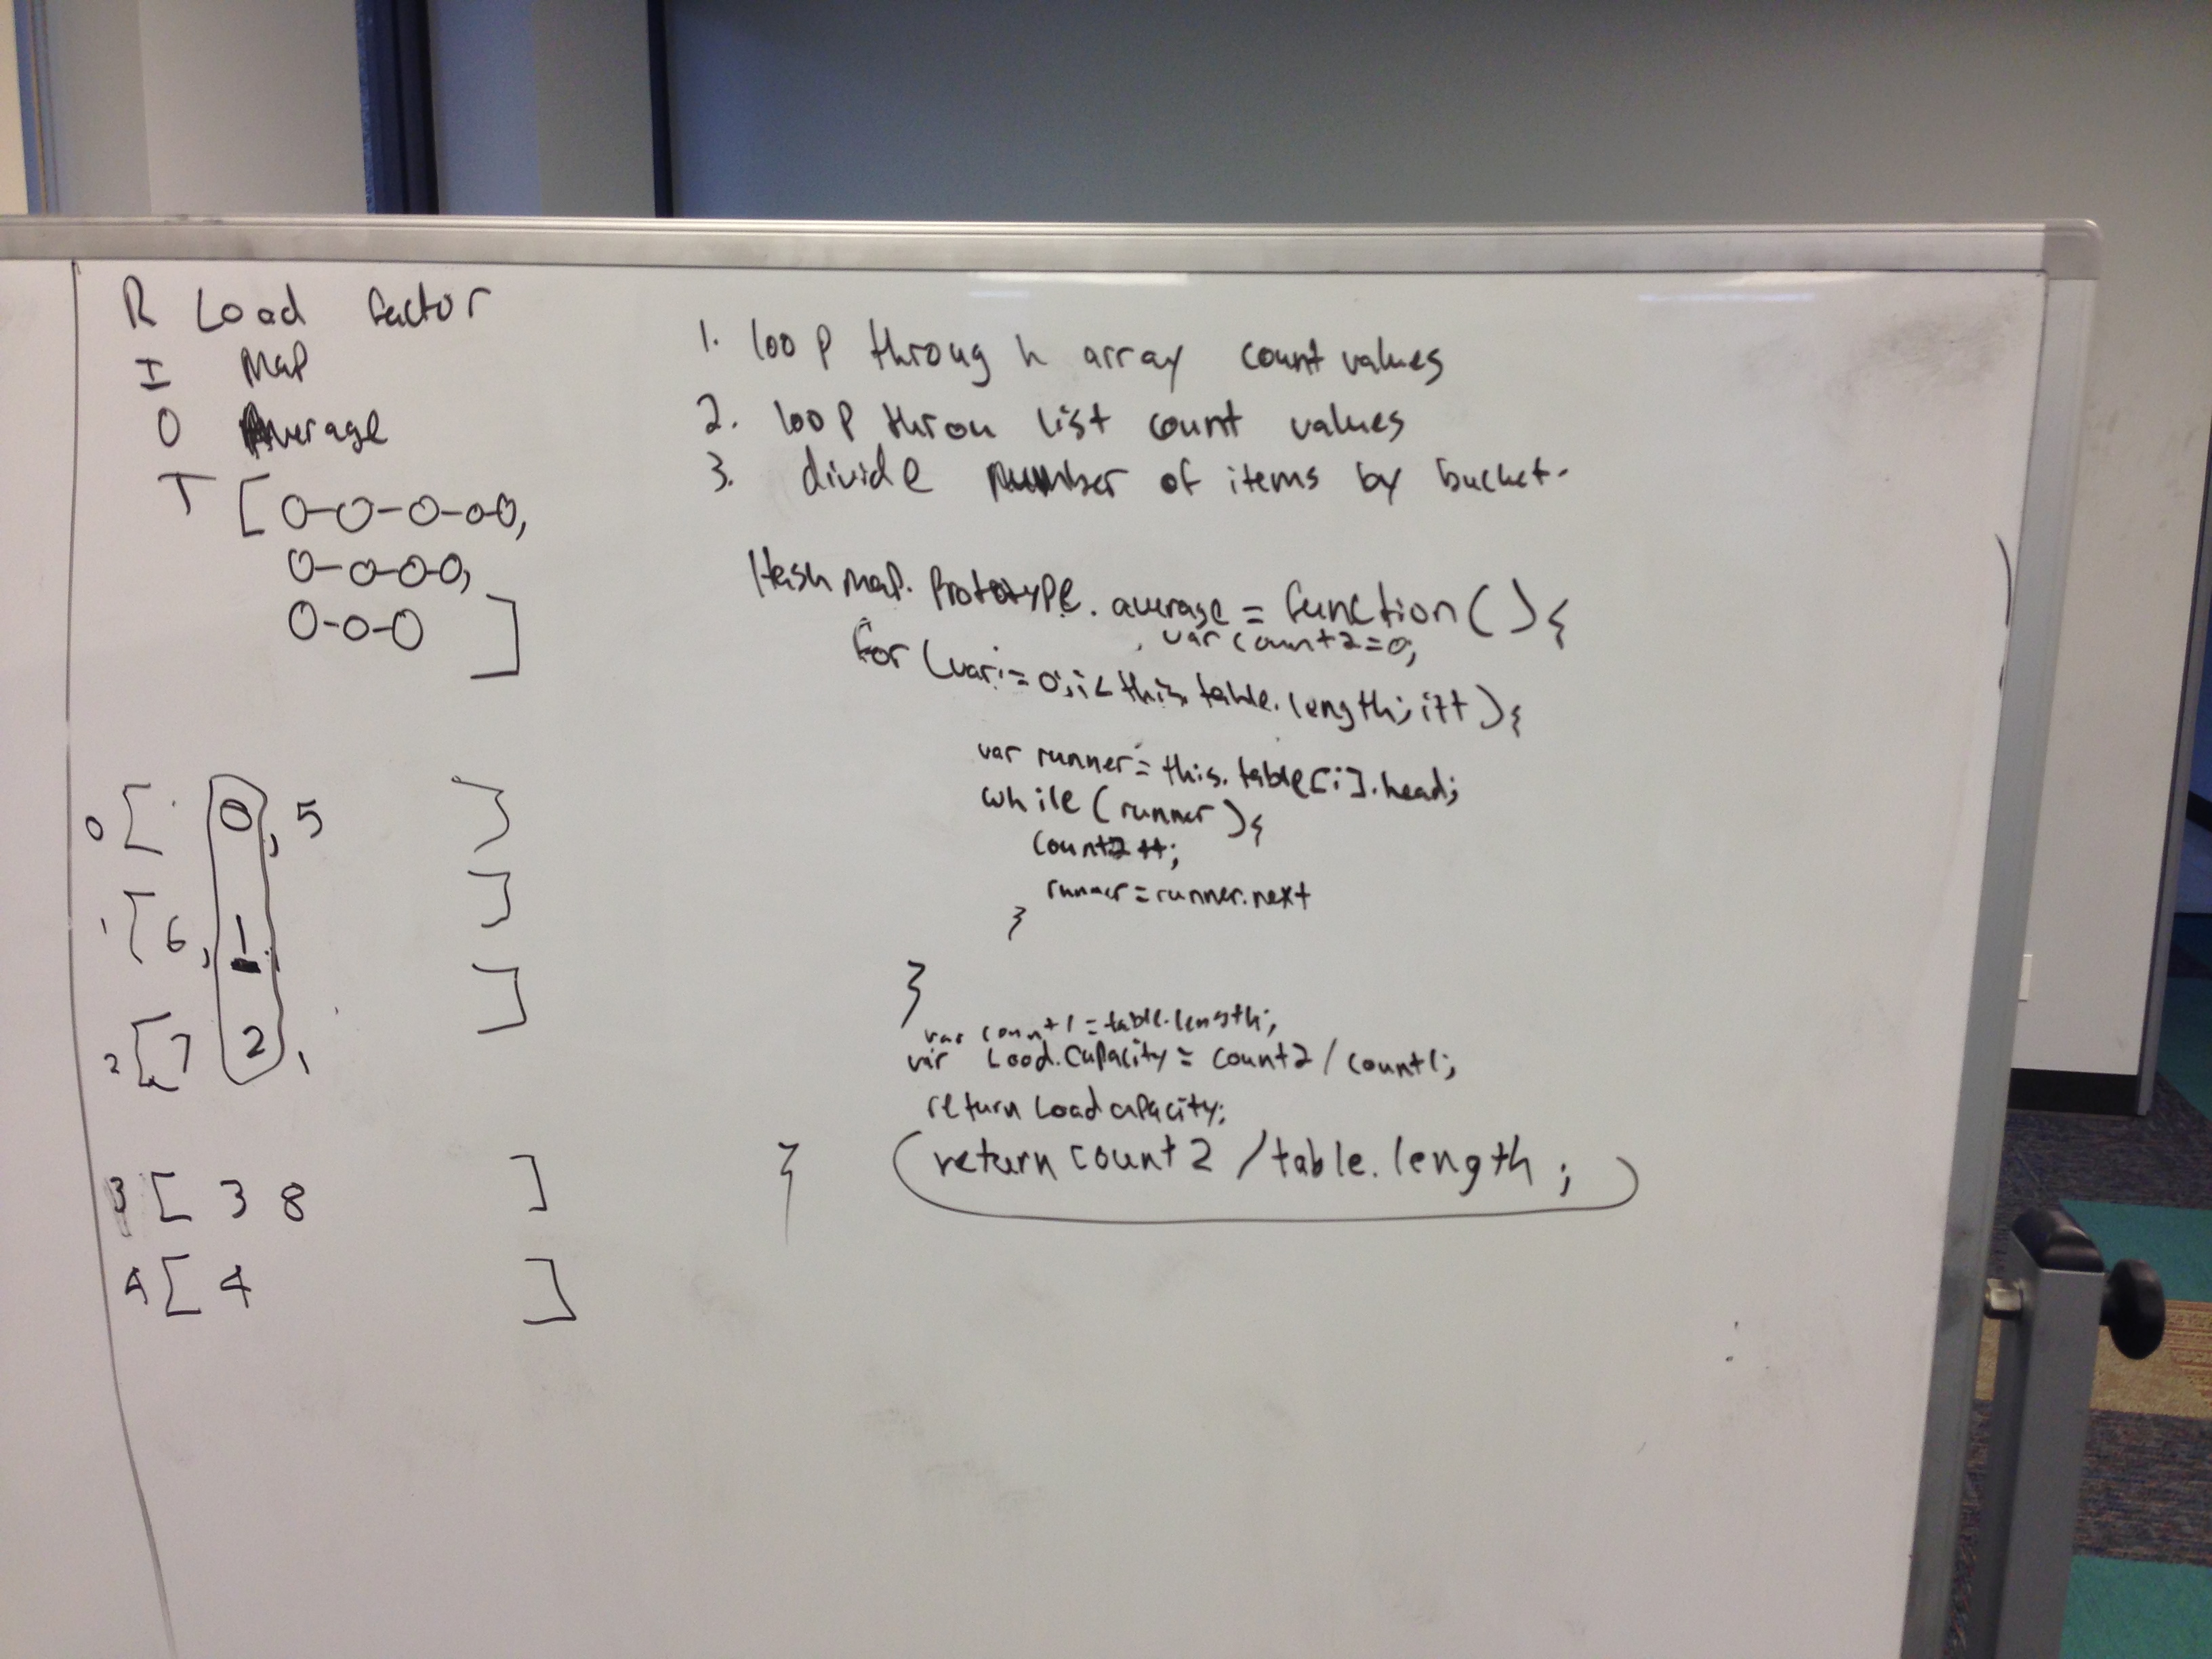 R Load factor
I Map
O Average
T [O-O-O-O-O,
O-O-O-O,
O-O-O ]
0 [ 0, 5 ]
1 [ 6, 1 ]
2 [ 7 2, ]
3 [ 3 8 ]
4 [ 4 ]
1. loop through array count values
2. loop throu list count values
3. divide number of items by bucket.
Hash Map. Prototype. average = function() {
var count2=0;
for (var i=0; i< this.table.length; i++) {
var runner = this.table[i].head;
while (runner) {
count2++;
runner = runner.next
}
}
var count1 = table.length;
var Load.Capacity = count2 / count1;
return Load capacity;
return count2 / table.length;
}